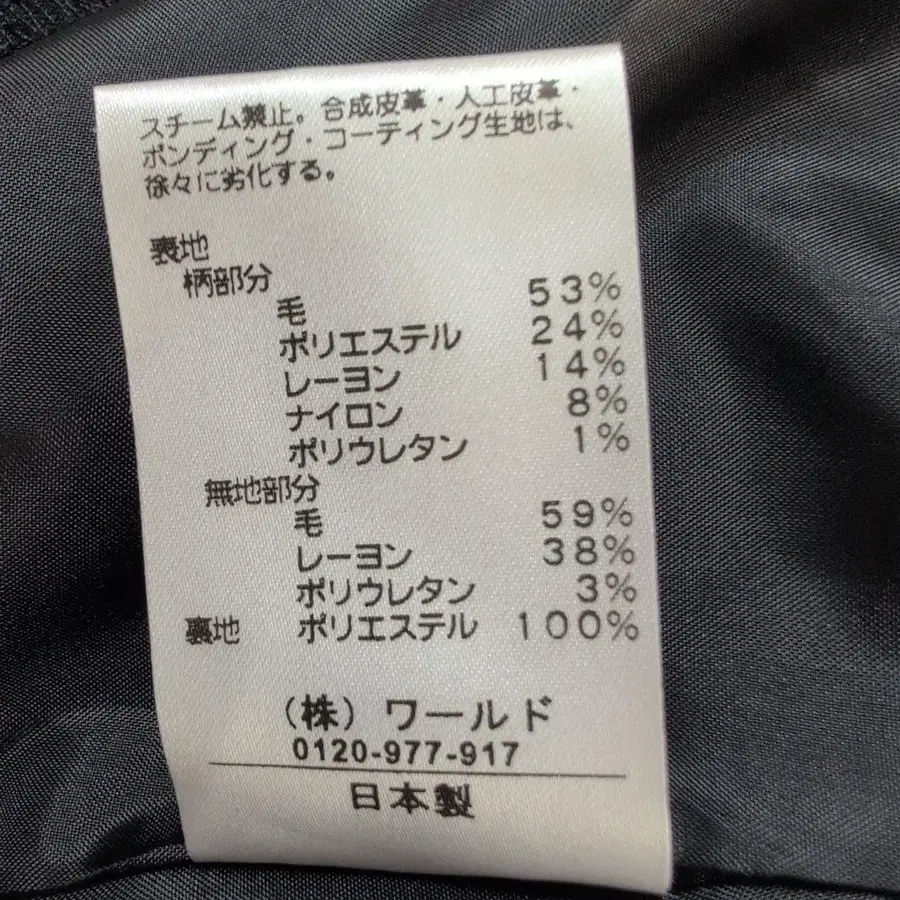 スチーム禁止。合成皮革・人工皮革・
ボンディング・コーティング生地は、
徐々に劣化する。
表地
柄部分
毛 53%
ポリエステル 24%
レーヨン 14%
ナイロン 8%
ポリウレタン 1%
無地部分
毛 59%
レーヨン 38%
ポリウレタン 3%
裏地 ポリエステル 100%
（株）ワールド
0120-977-917
日本製